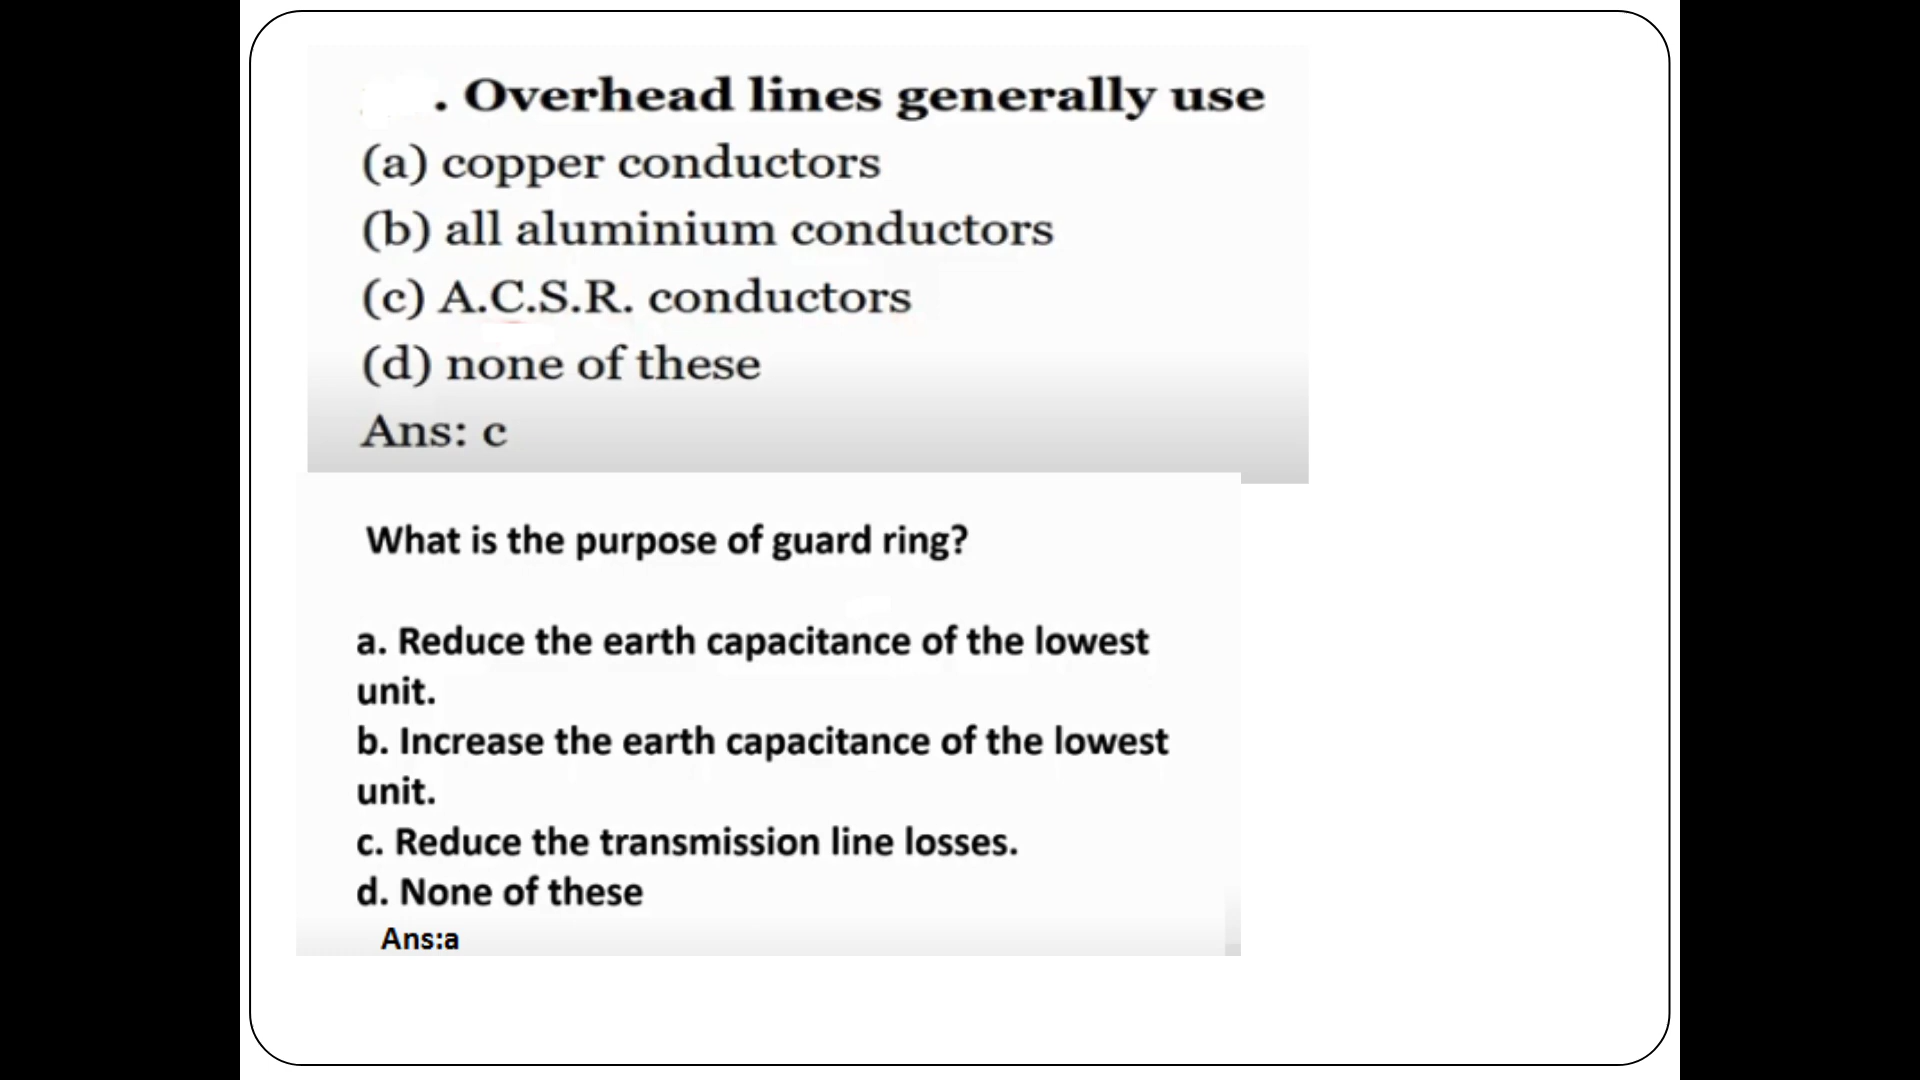 . Overhead lines generally use
(a) copper conductors
(b) all aluminium conductors
(c) A.C.S.R. conductors
(d) none of these
Ans: c
What is the purpose of guard ring?
a. Reduce the earth capacitance of the lowest
unit.
b. Increase the earth capacitance of the lowest
unit.
c. Reduce the transmission line losses.
d. None of these
Ans:a